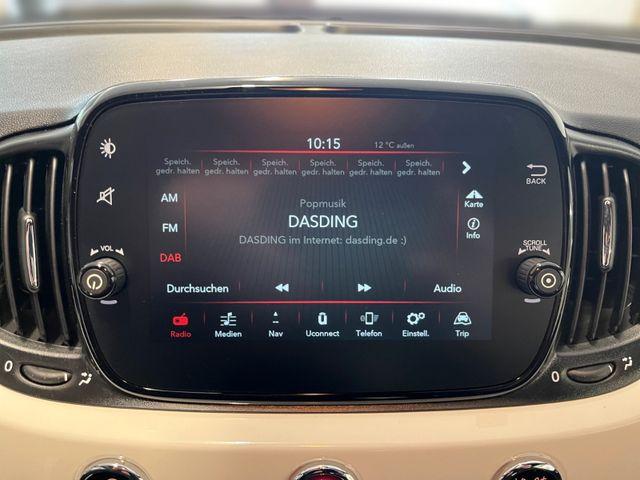 10:15 12 °C außen
Speich. Speich. Speich. Speich. Speich. Speich.
gedr. halten gedr. halten gedr. halten gedr. halten gedr. halten gedr. halten
AM
FM
DAB
Popmusik
DASDING
DASDING im Internet: dasding.de :)
Karte
Info
Durchsuchen Audio
Radio Medien Nav Uconnect Telefon Einstell. Trip
VOL
BACK
SCROLL
TUNE
0
0